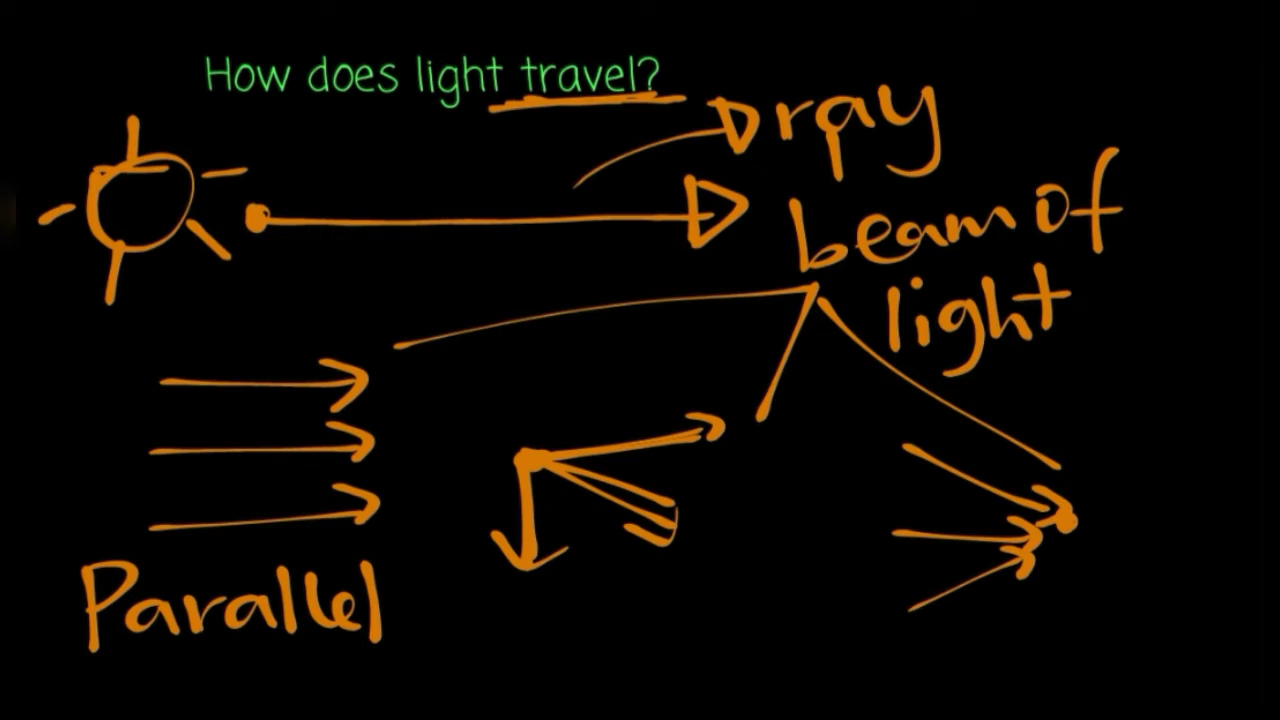 How does light travel?
ray
beam of
light
Parallel